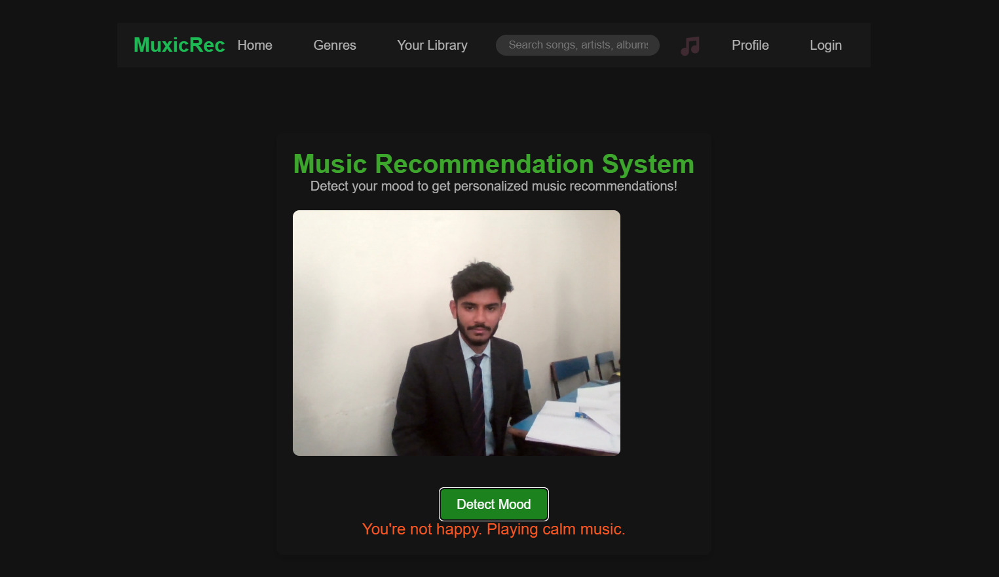 MuxicRec Home Genres Your Library Search songs, artists, albums Profile Login
Music Recommendation System
Detect your mood to get personalized music recommendations!
Detect Mood
You're not happy. Playing calm music.